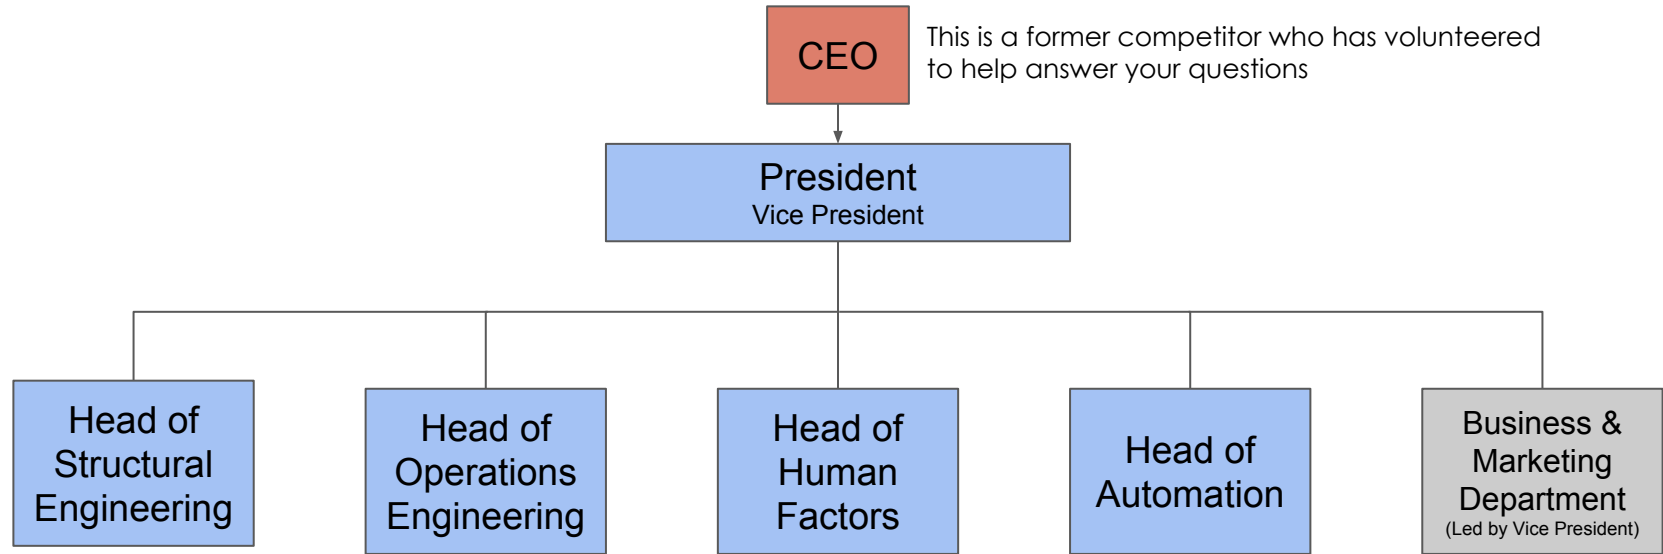 CEO
This is a former competitor who has volunteered
to help answer your questions
President
Vice President
Head of
Structural
Engineering
Head of
Operations
Engineering
Head of
Human
Factors
Head of
Automation
Business &
Marketing
Department
(Led by Vice President)